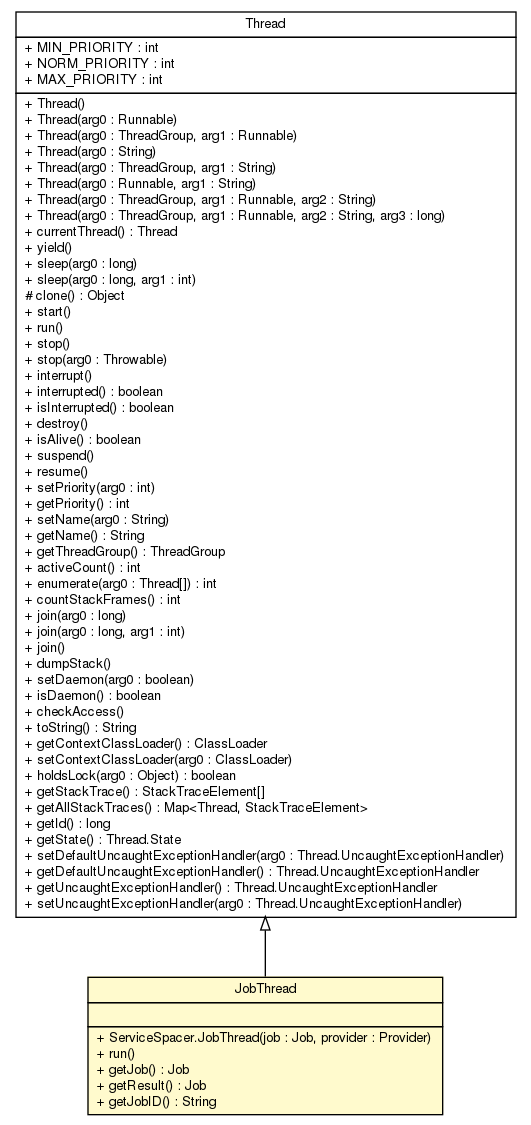 Thread
+ MIN_PRIORITY : int
+ NORM_PRIORITY : int
+ MAX_PRIORITY : int
+ Thread()
+ Thread(arg0 : Runnable)
+ Thread(arg0 : ThreadGroup, arg1 : Runnable)
+ Thread(arg0 : String)
+ Thread(arg0 : ThreadGroup, arg1 : String)
+ Thread(arg0 : Runnable, arg1 : String)
+ Thread(arg0 : ThreadGroup, arg1 : Runnable, arg2 : String)
+ Thread(arg0 : ThreadGroup, arg1 : Runnable, arg2 : String, arg3 : long)
+ currentThread() : Thread
+ yield()
+ sleep(arg0 : long)
+ sleep(arg0 : long, arg1 : int)
# clone() : Object
+ start()
+ run()
+ stop()
+ stop(arg0 : Throwable)
+ interrupt()
+ interrupted() : boolean
+ isInterrupted() : boolean
+ destroy()
+ isAlive() : boolean
+ suspend()
+ resume()
+ setPriority(arg0 : int)
+ getPriority() : int
+ setName(arg0 : String)
+ getName() : String
+ getThreadGroup() : ThreadGroup
+ activeCount() : int
+ enumerate(arg0 : Thread[]) : int
+ countStackFrames() : int
+ join(arg0 : long)
+ join(arg0 : long, arg1 : int)
+ join()
+ dumpStack()
+ setDaemon(arg0 : boolean)
+ isDaemon() : boolean
+ checkAccess()
+ toString() : String
+ getContextClassLoader() : ClassLoader
+ setContextClassLoader(arg0 : ClassLoader)
+ holdsLock(arg0 : Object) : boolean
+ getStackTrace() : StackTraceElement[]
+ getAllStackTraces() : Map<Thread, StackTraceElement>
+ getId() : long
+ getState() : Thread.State
+ setDefaultUncaughtExceptionHandler(arg0 : Thread.UncaughtExceptionHandler)
+ getDefaultUncaughtExceptionHandler() : Thread.UncaughtExceptionHandler
+ getUncaughtExceptionHandler() : Thread.UncaughtExceptionHandler
+ setUncaughtExceptionHandler(arg0 : Thread.UncaughtExceptionHandler)
JobThread
+ ServiceSpacer.JobThread(job : Job, provider : Provider)
+ run()
+ getJob() : Job
+ getResult() : Job
+ getJobID() : String